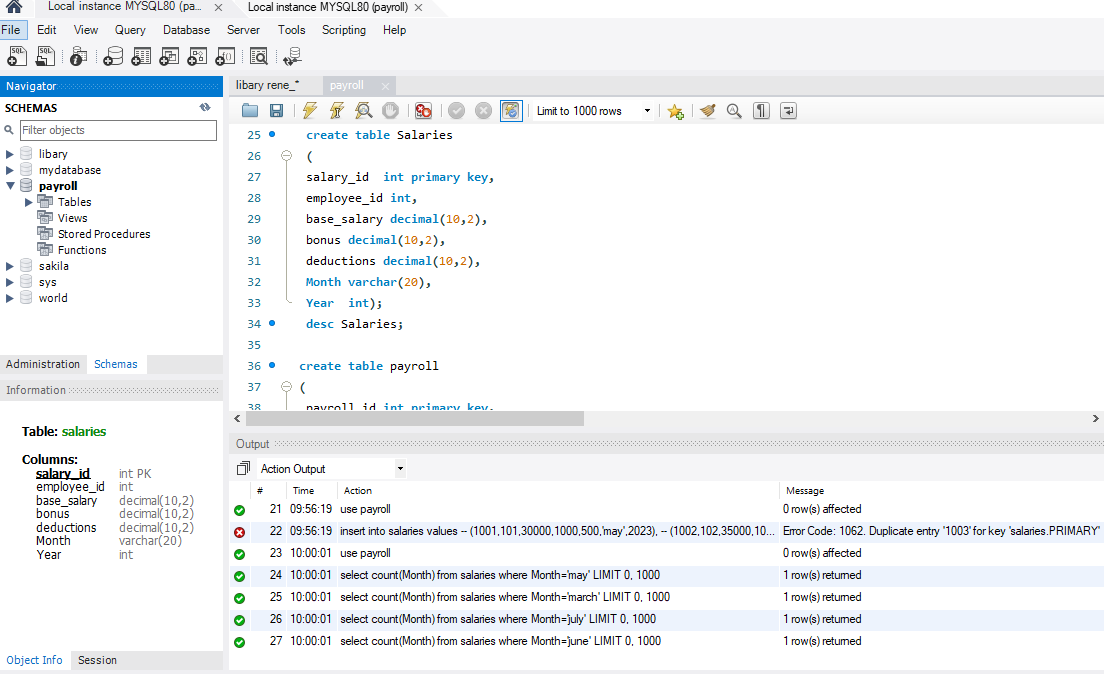 Local instance MYSQL80 (pa... ×
Local instance MYSQL80 (payroll) ×
File Edit View Query Database Server Tools Scripting Help
Navigator
SCHEMAS
Filter objects
libary
mydatabase
payroll
Tables
Views
Stored Procedures
Functions
sakila
sys
world
Administration Schemas
Information
Table: salaries
Columns:
salary_id int PK
employee_id int
base_salary decimal(10,2)
bonus decimal(10,2)
deductions decimal(10,2)
Month varchar(20)
Year int
Object Info Session
libary rene_* payroll ×
Limit to 1000 rows
25 create table Salaries
26 (
27 salary_id  int primary key,
28 employee_id int,
29 base_salary decimal(10,2),
30 bonus decimal(10,2),
31 deductions decimal(10,2),
32 Month varchar(20),
33 Year  int);
34 desc Salaries;
35
36 create table payroll
37 (
38 payroll_id int primary key,
Output
Action Output
# Time Action Message
21 09:56:19 use payroll 0 row(s) affected
22 09:56:19 insert into salaries values -- (1001,101,30000,1000,500,'may',2023), -- (1002,102,35000,10... Error Code: 1062. Duplicate entry '1003' for key 'salaries.PRIMARY'
23 10:00:01 use payroll 0 row(s) affected
24 10:00:01 select count(Month) from salaries where Month='may' LIMIT 0, 1000 1 row(s) returned
25 10:00:01 select count(Month) from salaries where Month='march' LIMIT 0, 1000 1 row(s) returned
26 10:00:01 select count(Month) from salaries where Month='july' LIMIT 0, 1000 1 row(s) returned
27 10:00:01 select count(Month) from salaries where Month='june' LIMIT 0, 1000 1 row(s) returned